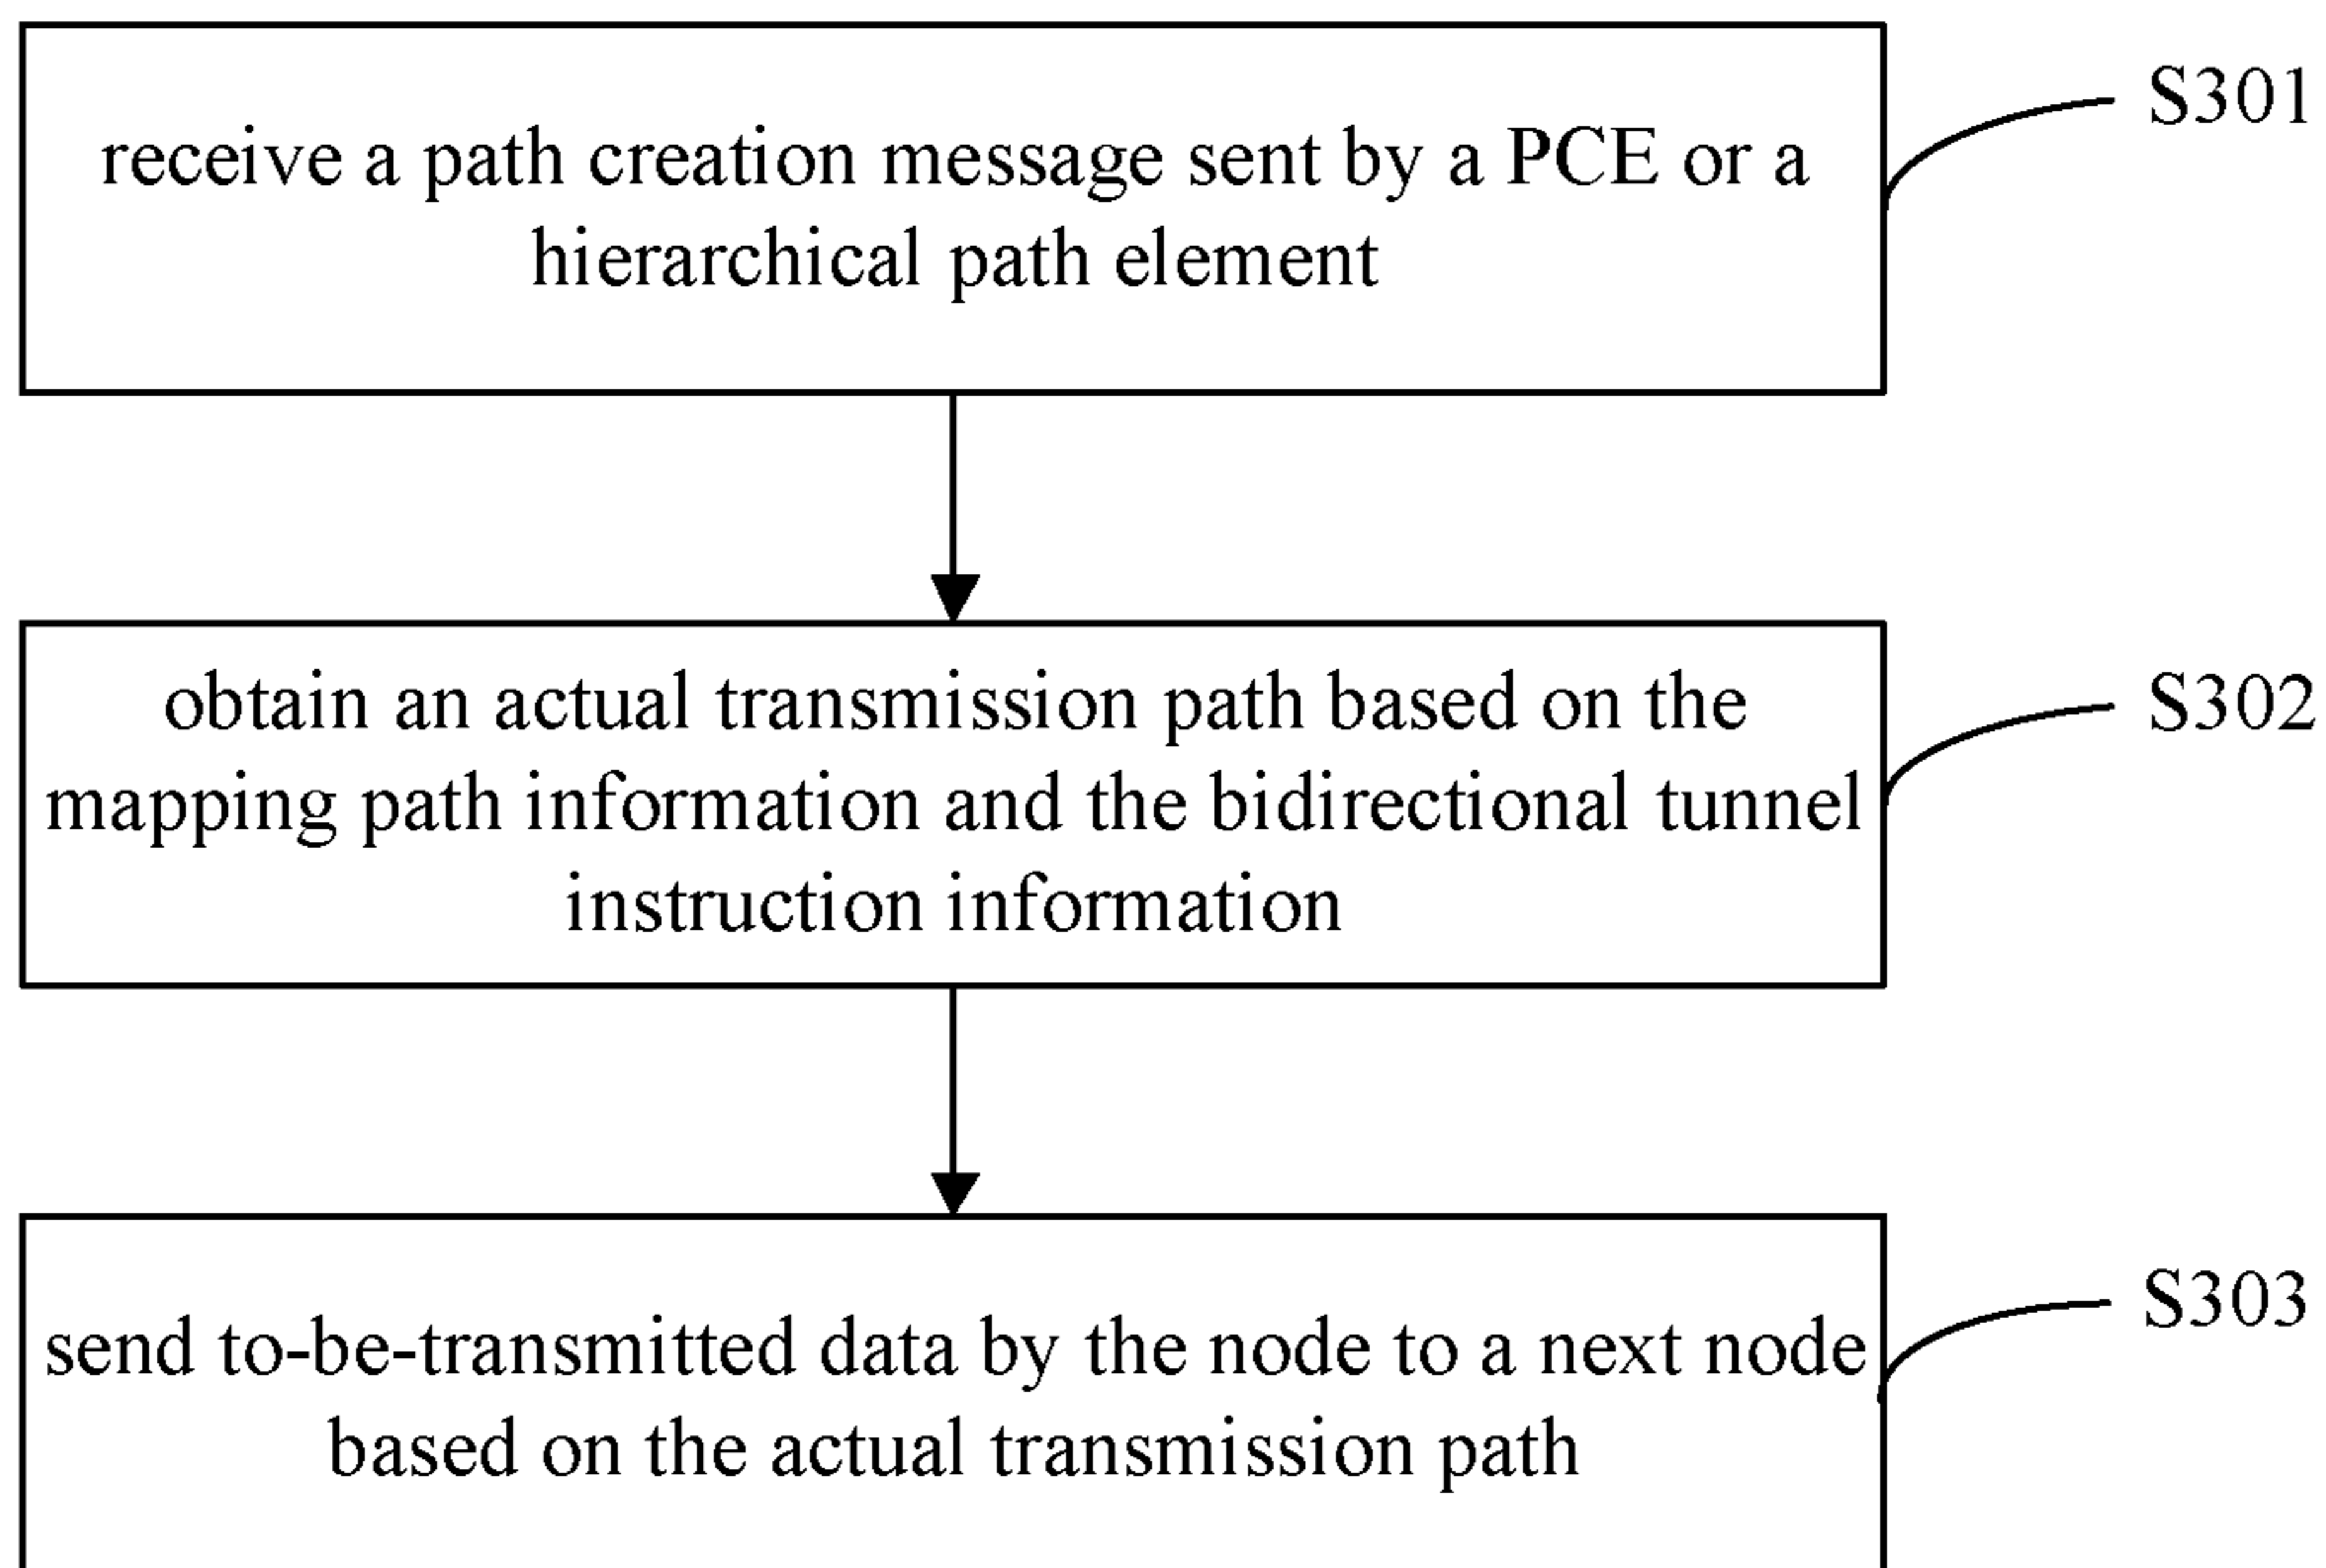 receive a path creation message sent by a PCE or a
hierarchical path element
S301
obtain an actual transmission path based on the
mapping path information and the bidirectional tunnel
instruction information
S302
send to-be-transmitted data by the node to a next node
based on the actual transmission path
S303